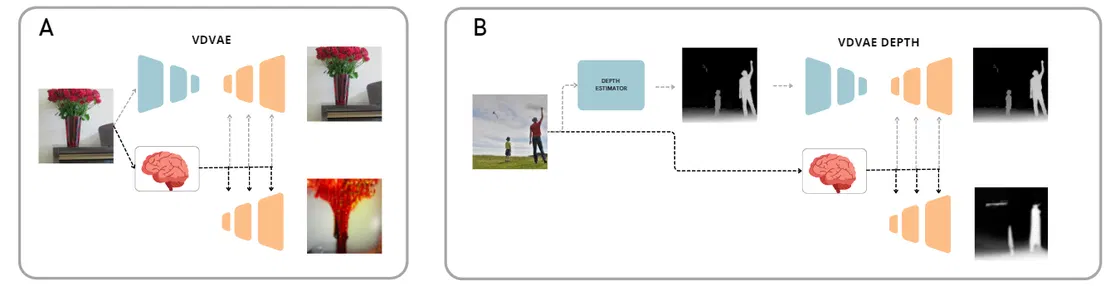 A
VDVAE
B
VDVAE DEPTH
DEPTH
ESTIMATOR